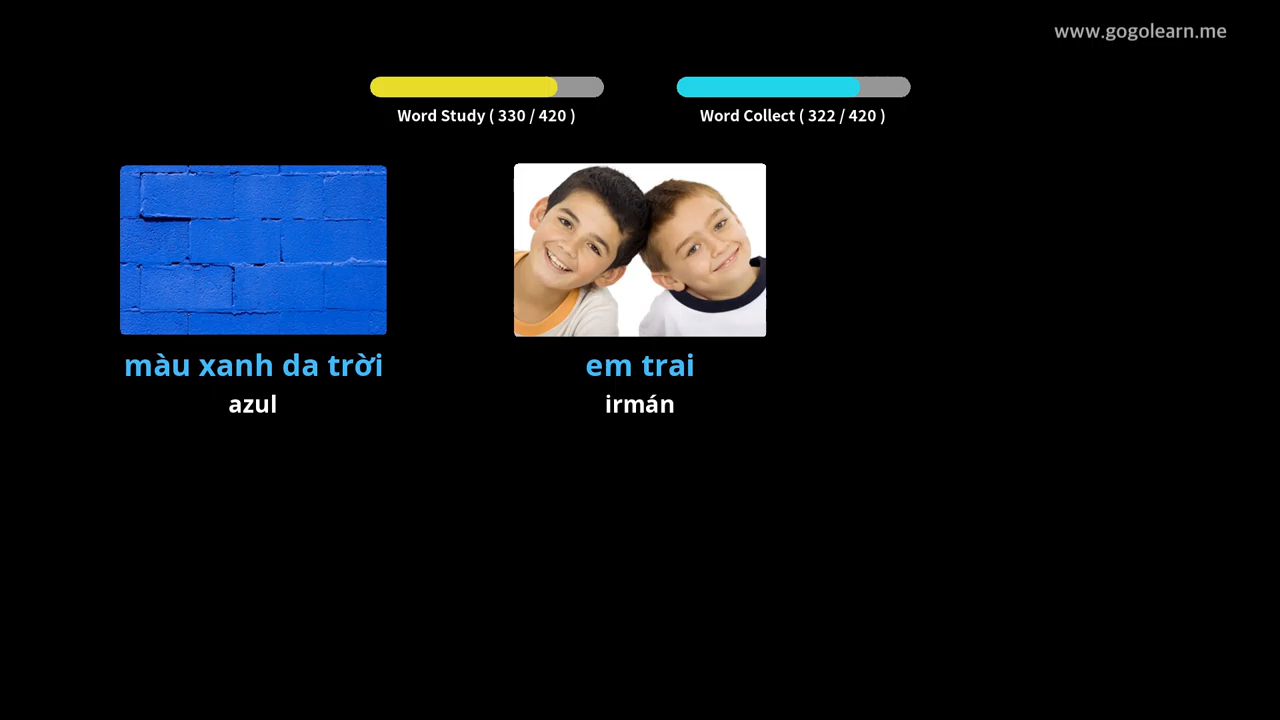 www.gogolearn.me
Word Study ( 330 / 420 )
Word Collect ( 322 / 420 )
màu xanh da trời
azul
em trai
irmán